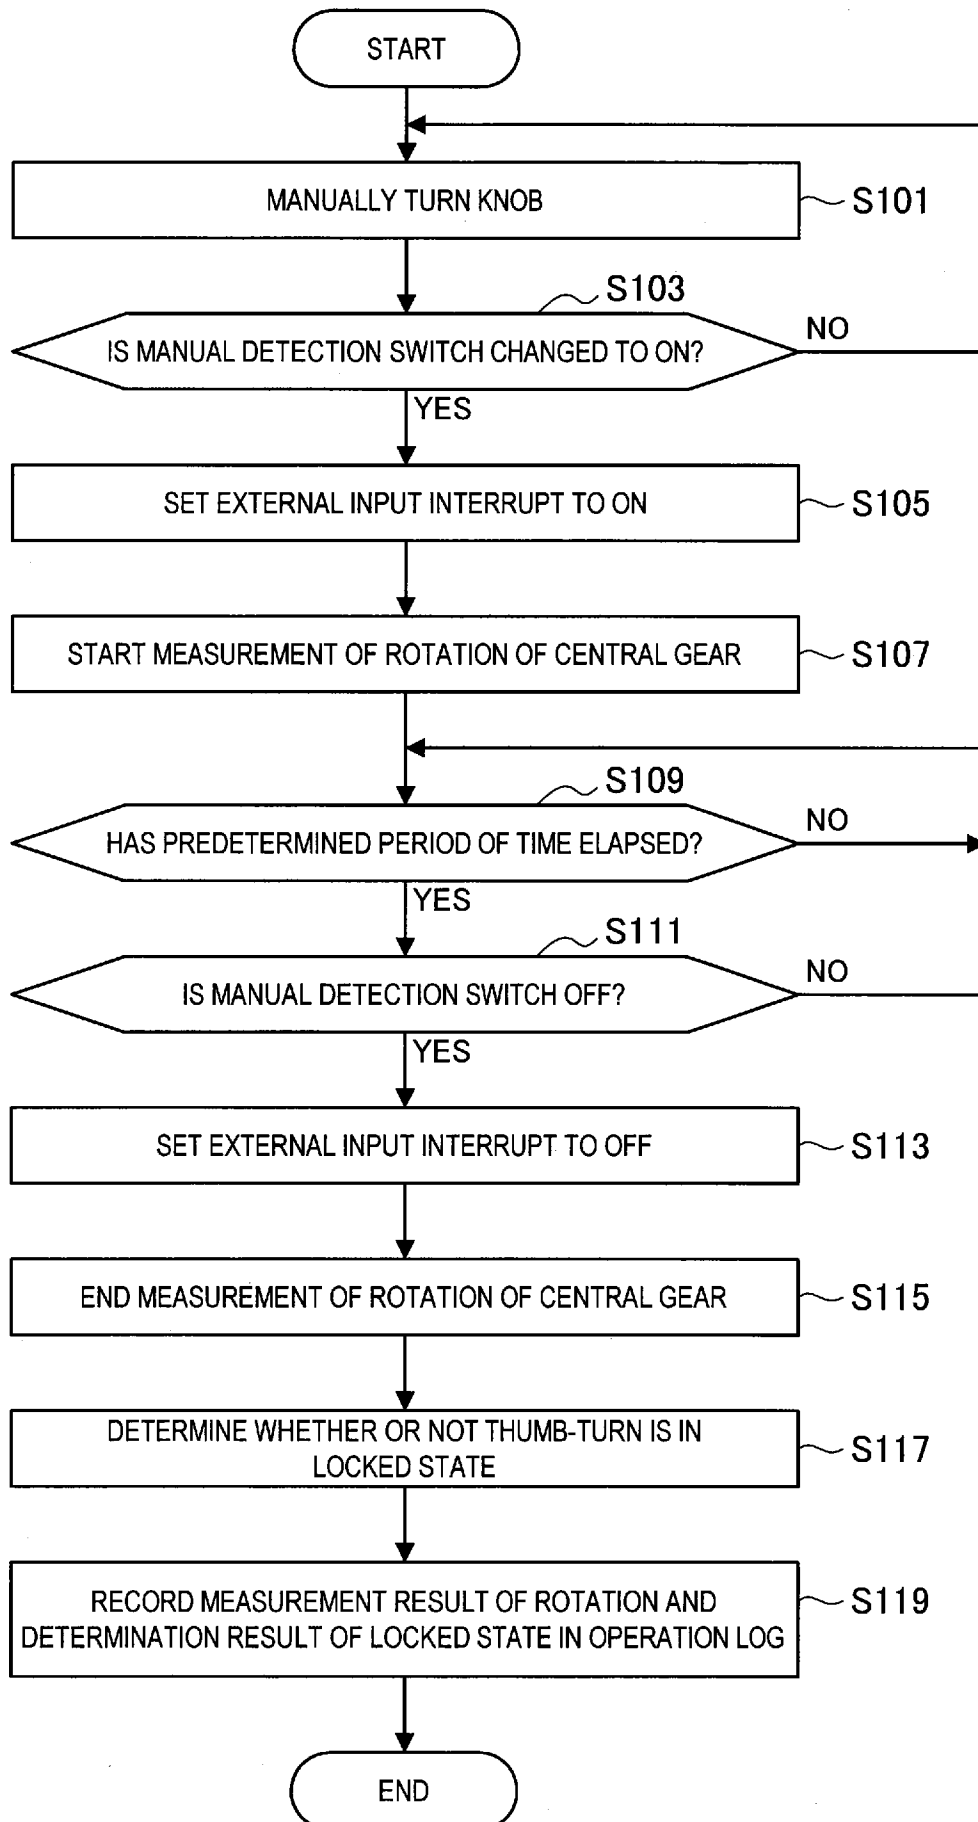 START
MANUALLY TURN KNOB
S101
S103
IS MANUAL DETECTION SWITCH CHANGED TO ON?
NO
YES
SET EXTERNAL INPUT INTERRUPT TO ON
S105
START MEASUREMENT OF ROTATION OF CENTRAL GEAR
S107
S109
HAS PREDETERMINED PERIOD OF TIME ELAPSED?
NO
YES
S111
IS MANUAL DETECTION SWITCH OFF?
NO
YES
SET EXTERNAL INPUT INTERRUPT TO OFF
S113
END MEASUREMENT OF ROTATION OF CENTRAL GEAR
S115
DETERMINE WHETHER OR NOT THUMB-TURN IS IN
LOCKED STATE
S117
RECORD MEASUREMENT RESULT OF ROTATION AND
DETERMINATION RESULT OF LOCKED STATE IN OPERATION LOG
S119
END